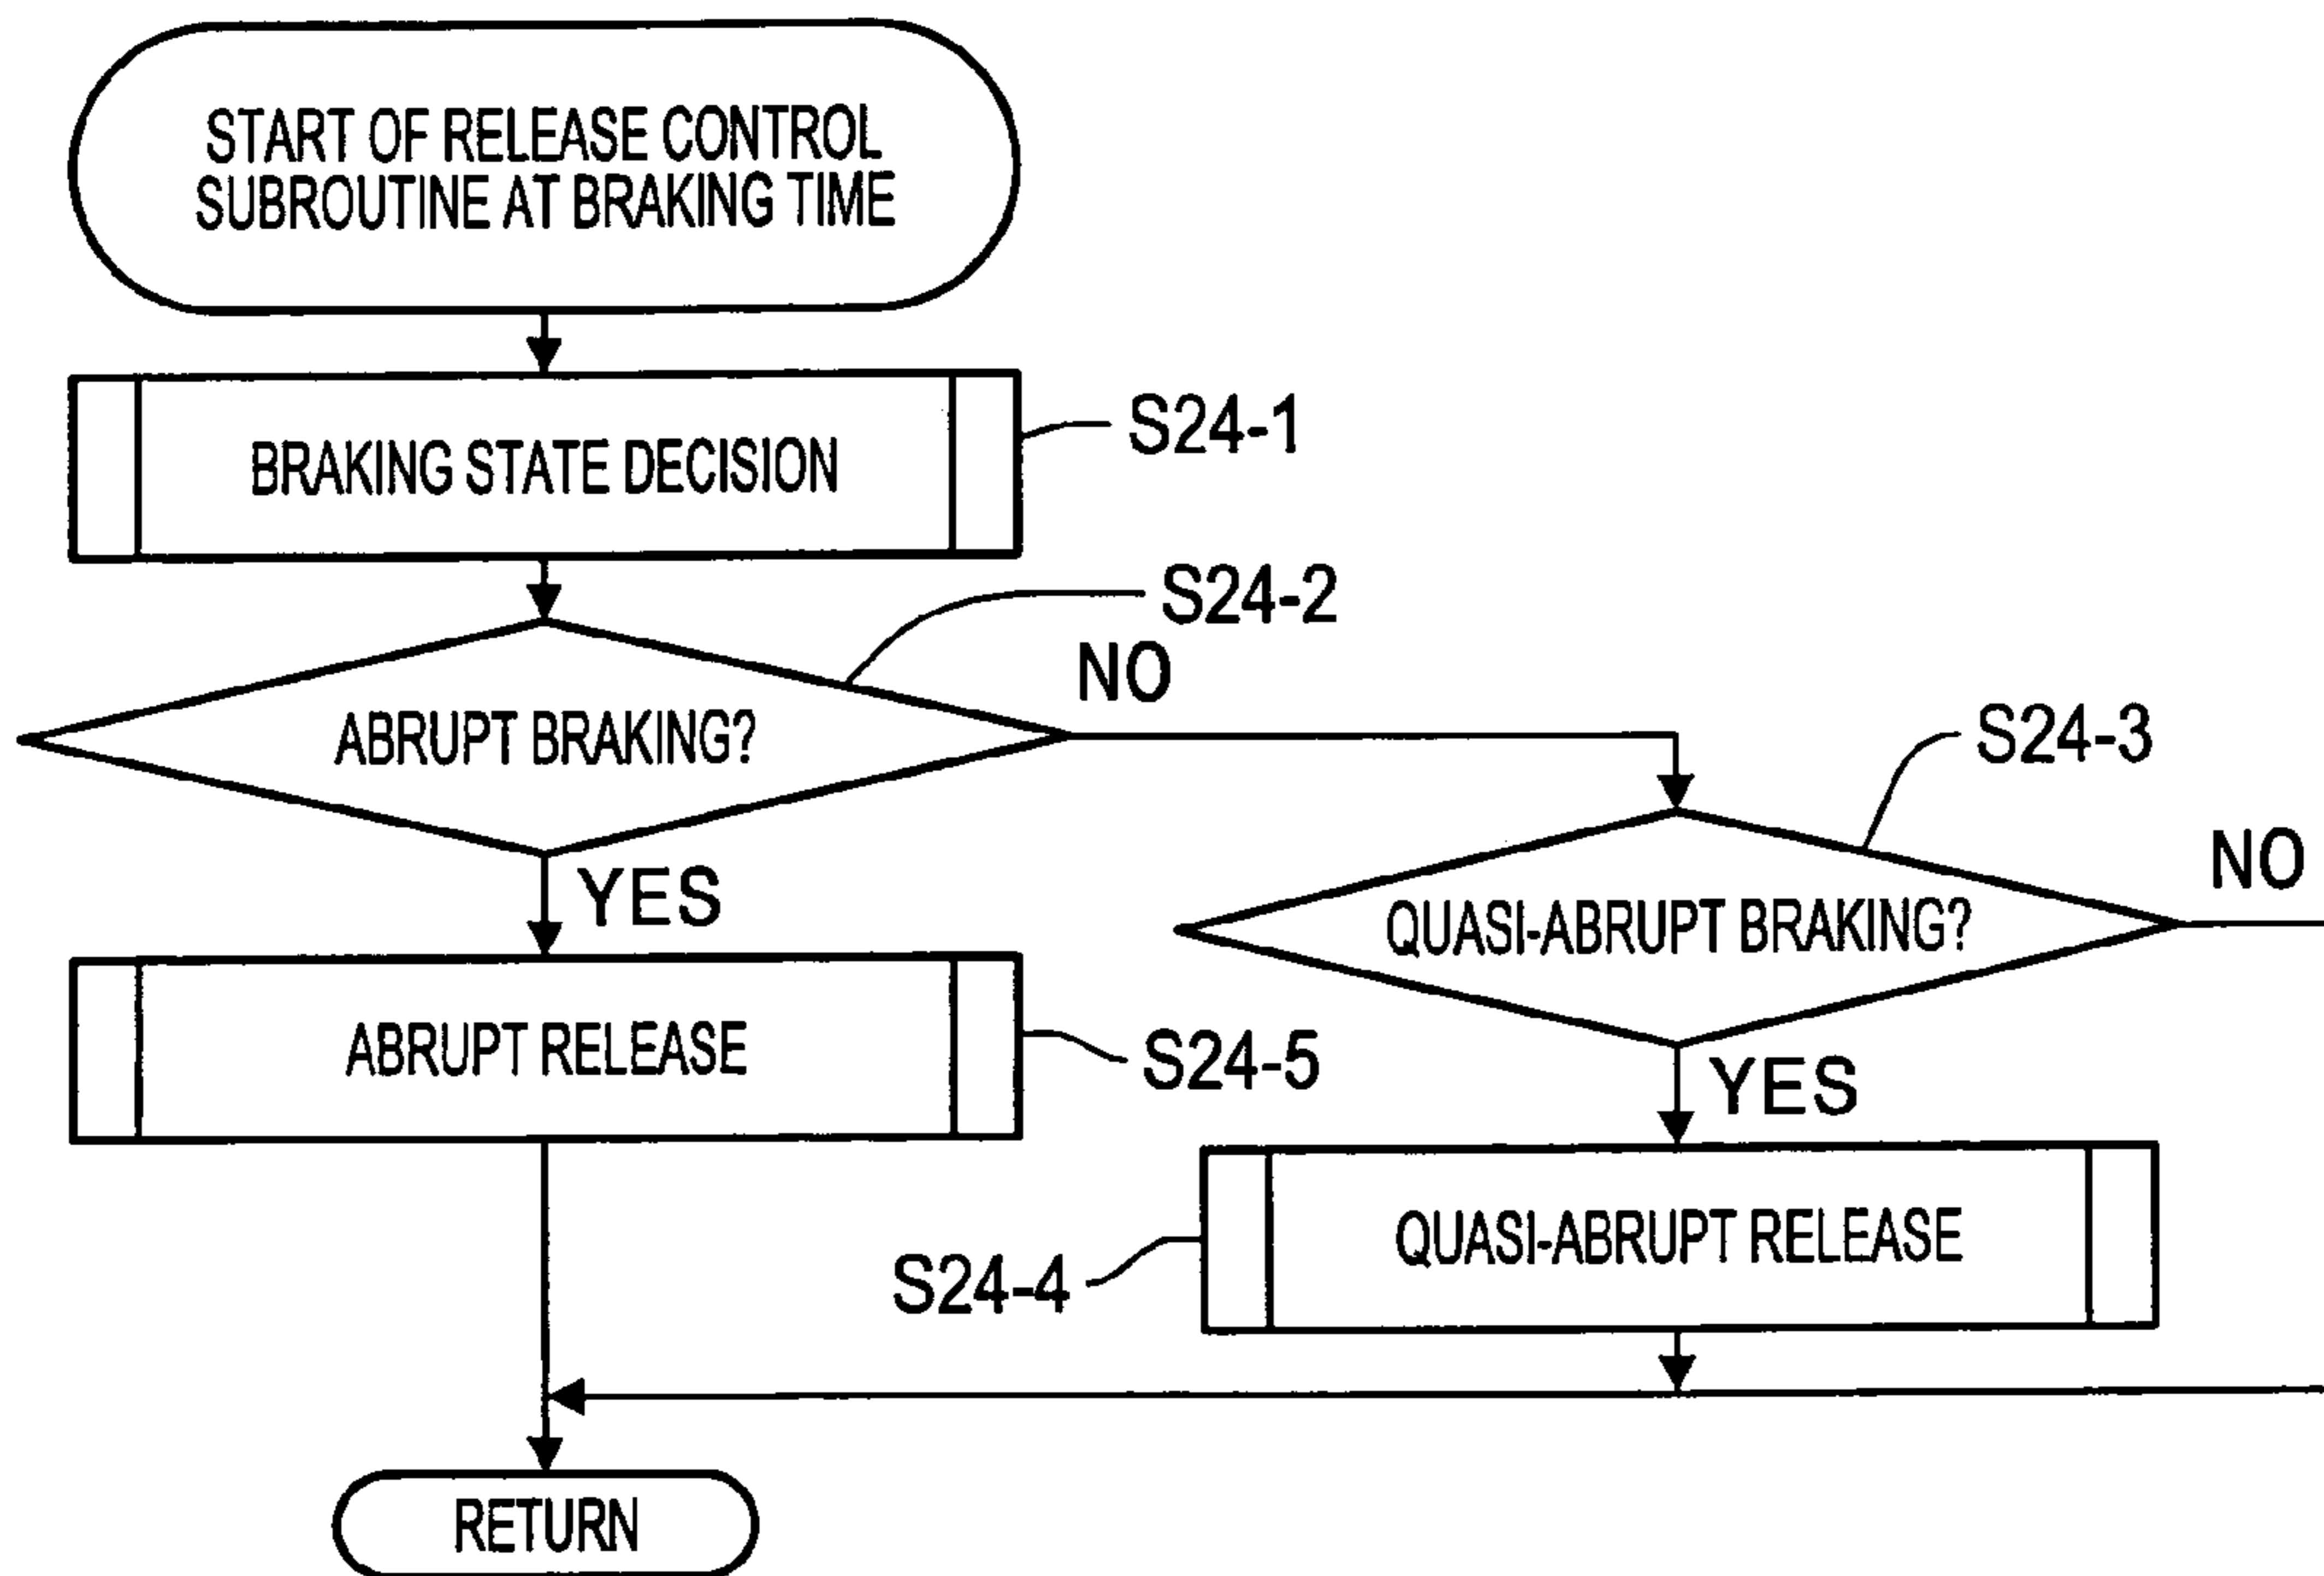 START OF RELEASE CONTROL
SUBROUTINE AT BRAKING TIME
BRAKING STATE DECISION
S24-1
S24-2
ABRUPT BRAKING?
NO
S24-3
QUASI-ABRUPT BRAKING?
NO
YES
ABRUPT RELEASE
S24-5
YES
QUASI-ABRUPT RELEASE
S24-4
RETURN